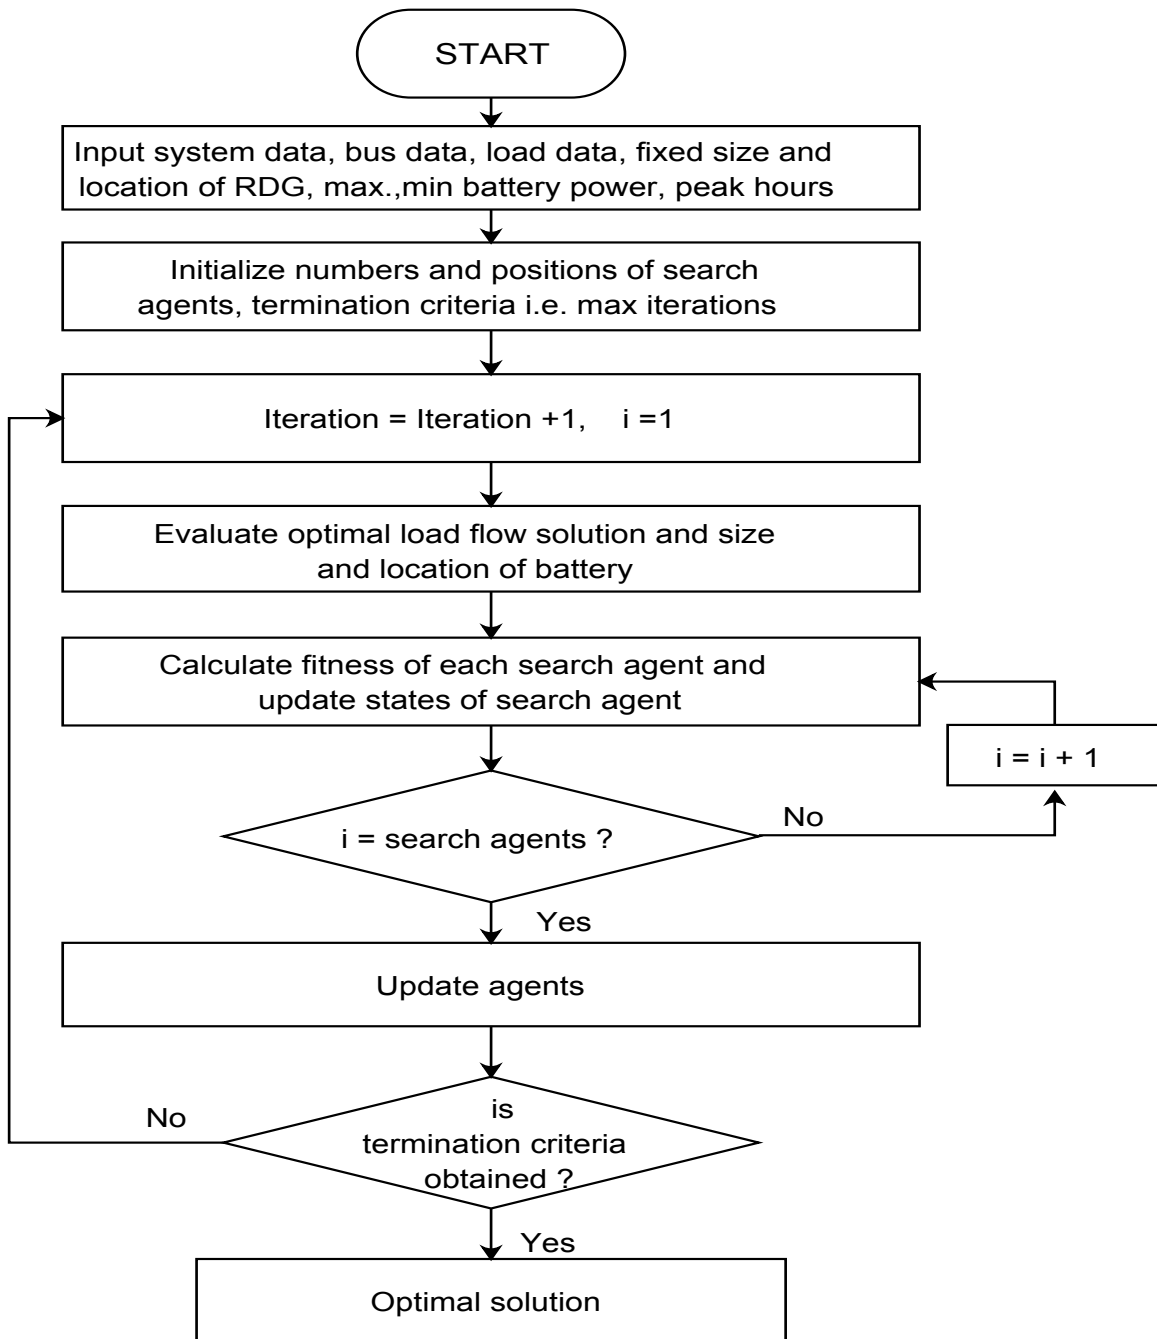 START
Input system data, bus data, load data, fixed size and
location of RDG, max.,min battery power, peak hours
Initialize numbers and positions of search
agents, termination criteria i.e. max iterations
Iteration = Iteration +1, i =1
Evaluate optimal load flow solution and size
and location of battery
Calculate fitness of each search agent and
update states of search agent
i = i + 1
i = search agents ?
No
Yes
Update agents
No
is
termination criteria
obtained ?
Yes
Optimal solution